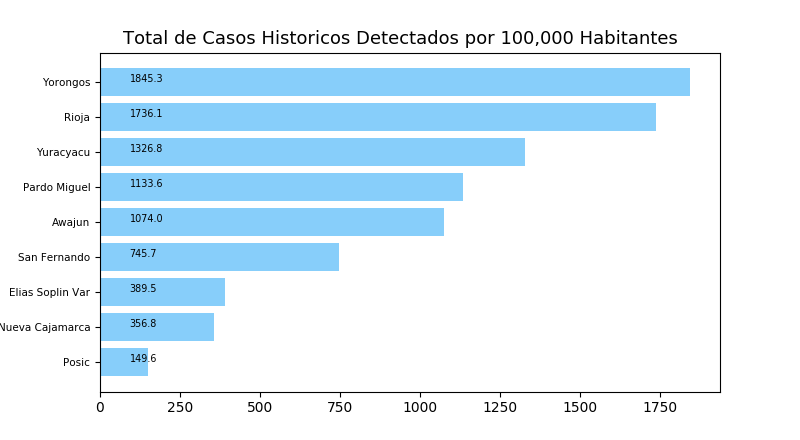 Total de Casos Historicos Detectados por 100,000 Habitantes
Yorongos 1845.3
Rioja 1736.1
Yuracyacu 1326.8
Pardo Miguel 1133.6
Awajun 1074.0
San Fernando 745.7
Elias Soplin Var 389.5
Nueva Cajamarca 356.8
Posic 149.6
0 250 500 750 1000 1250 1500 1750